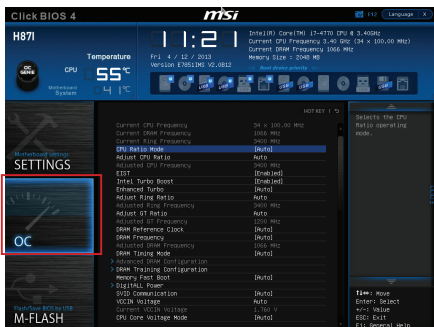 Click BIOS 4
msi
F12
Language
X
H87I
11:21
Fri 4 / 12 / 2013
Version E7851IMS V2.0B12
Intel(R) Core(TM) i7-4770 CPU @ 3.40GHz
Current CPU Frequency 3.40 GHz (34 x 100.00 MHz)
Current DRAM Frequency 1066 MHz
Memory Size : 2048 MB
Boot device priority
Temperature
OC
GENIE
CPU
55°C
Motherboard
System
41°C
HOT KEY
Motherboard settings
SETTINGS
OC
Flash/Save BIOS by USB
M-FLASH
Current CPU Frequency 34 x 100.00 MHz
Current DRAM Frequency 1066 MHz
Current Ring Frequency 3400 MHz
CPU Ratio Mode [Auto]
Adjust CPU Ratio Auto
Adjusted CPU Frequency 3400 MHz
EIST [Enabled]
Intel Turbo Boost [Enabled]
Enhanced Turbo [Auto]
Adjust Ring Ratio Auto
Adjusted Ring Frequency 3400 MHz
Adjust GT Ratio Auto
Adjusted GT Frequency 1200 MHz
DRAM Reference Clock [Auto]
DRAM Frequency [Auto]
Adjusted DRAM Frequency 1066 MHz
DRAM Timing Mode [Auto]
> Advanced DRAM Configuration
> DRAM Training Configuration
Memory Fast Boot [Auto]
> DigitALL Power
SVID Communication [Auto]
VCCIN Voltage Auto
Current VCCIN Voltage 1.760 V
CPU Core Voltage Mode [Auto]
Selects the CPU
Ratio operating
mode.
HELP
↑↓←→: Move
Enter: Select
+/-: Value
ESC: Exit
F1: General Help